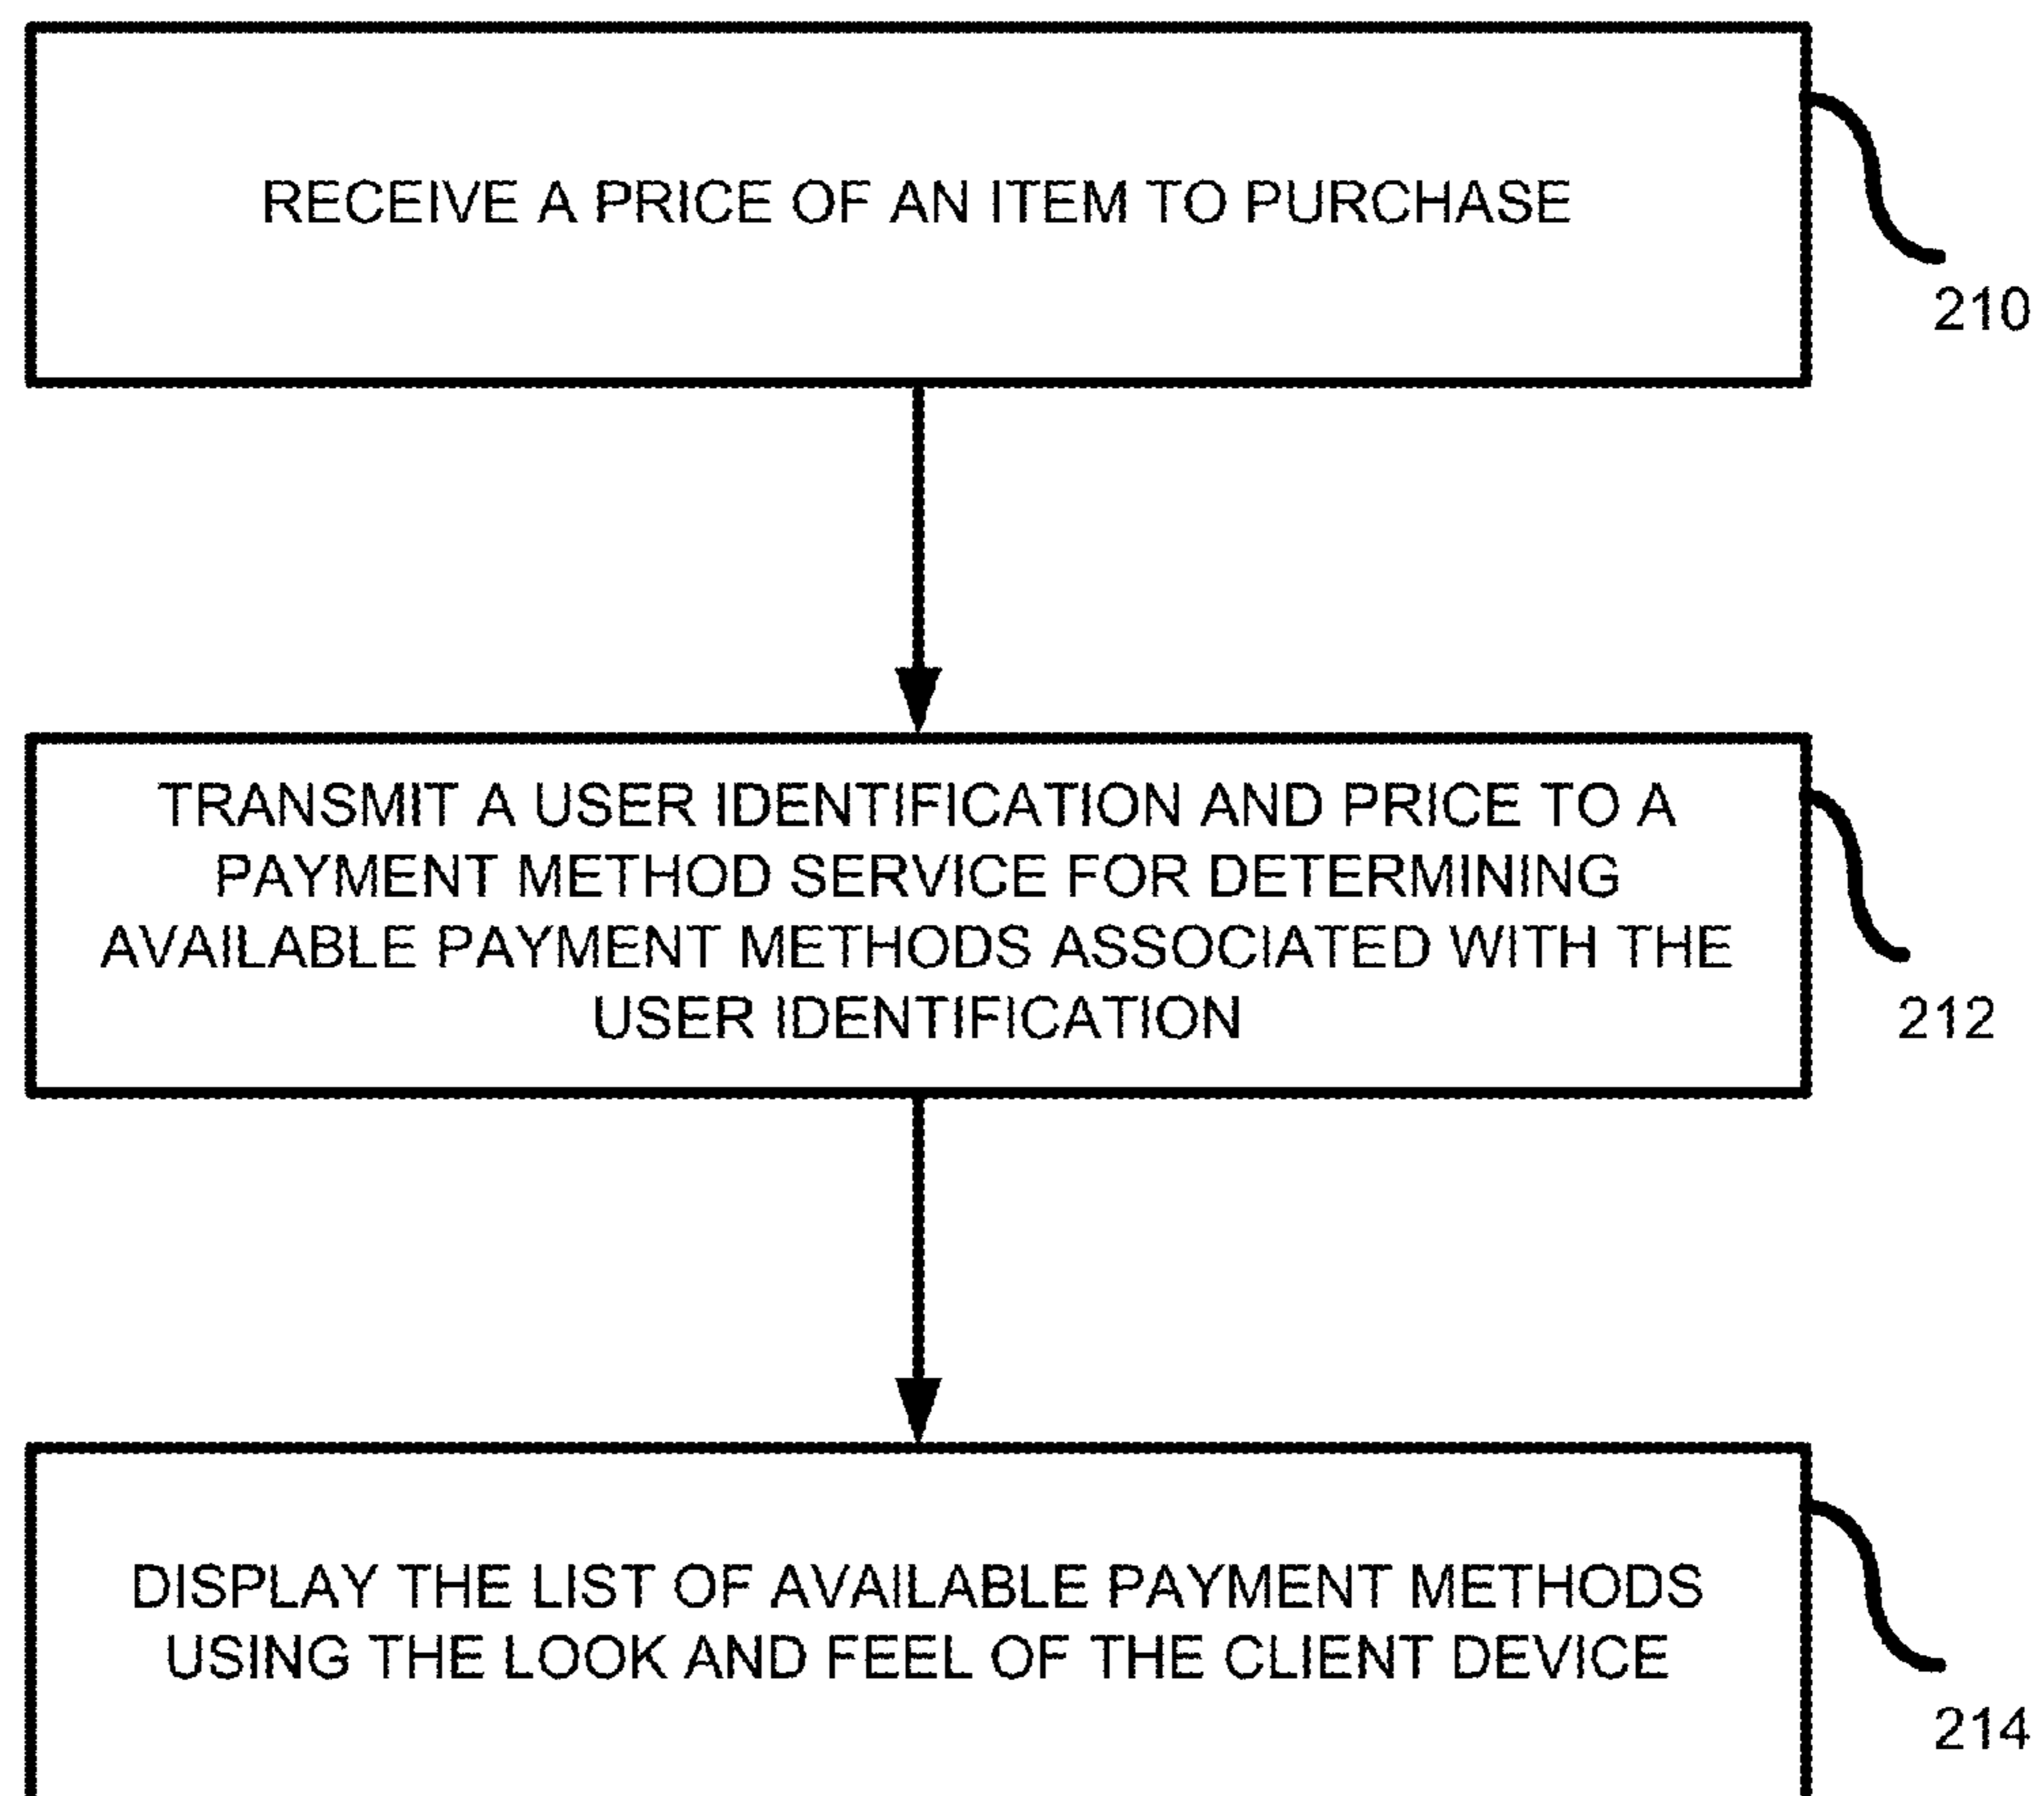 RECEIVE A PRICE OF AN ITEM TO PURCHASE
210
TRANSMIT A USER IDENTIFICATION AND PRICE TO A
PAYMENT METHOD SERVICE FOR DETERMINING
AVAILABLE PAYMENT METHODS ASSOCIATED WITH THE
USER IDENTIFICATION
212
DISPLAY THE LIST OF AVAILABLE PAYMENT METHODS
USING THE LOOK AND FEEL OF THE CLIENT DEVICE
214